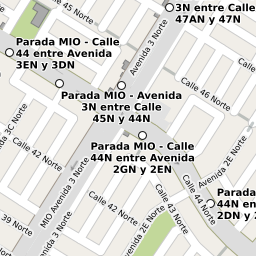 3N entre Calle
47AN y 47N
45 Norte
Parada MIO - Calle
44 entre Avenida
3EN y 3DN
Avenida 3 Norte
Parada MIO - Avenida
3N entre Calle
45N y 44N
Calle 46 Norte
Avenida 3C Norte
Parada MIO - Calle
44N entre Avenida
2GN y 2EN
Calle 42 Norte
Avenida 2E Norte
Calle 42 Norte
MIO Avenida 3 Norte
39 Norte
Avenida 2E Norte
Calle 43 Norte
Calle 44 Norte
Parada
44N e
2DN y 2